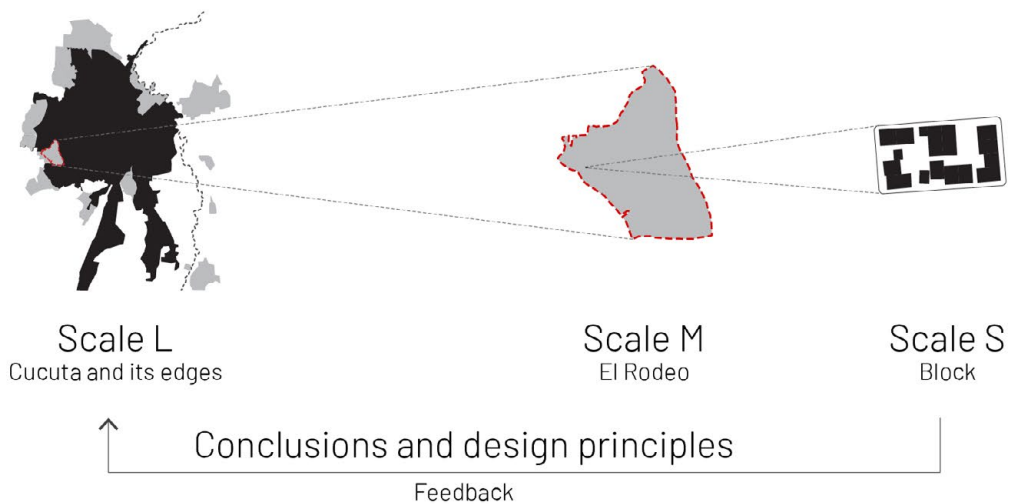 Scale L
Cucuta and its edges
Scale M
El Rodeo
Scale S
Block
Conclusions and design principles
Feedback